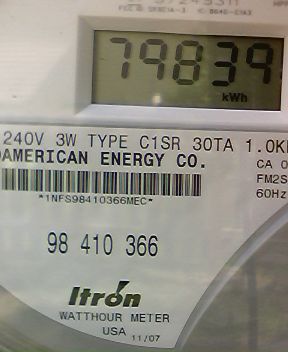 79839
kWh
240V 3W TYPE C1SR 30TA 1.0K
AMERICAN ENERGY CO.
CA 0
*1NFS98410366MEC*
FM2S
60Hz
98 410 366
Itron
WATTHOUR METER
USA 11/07